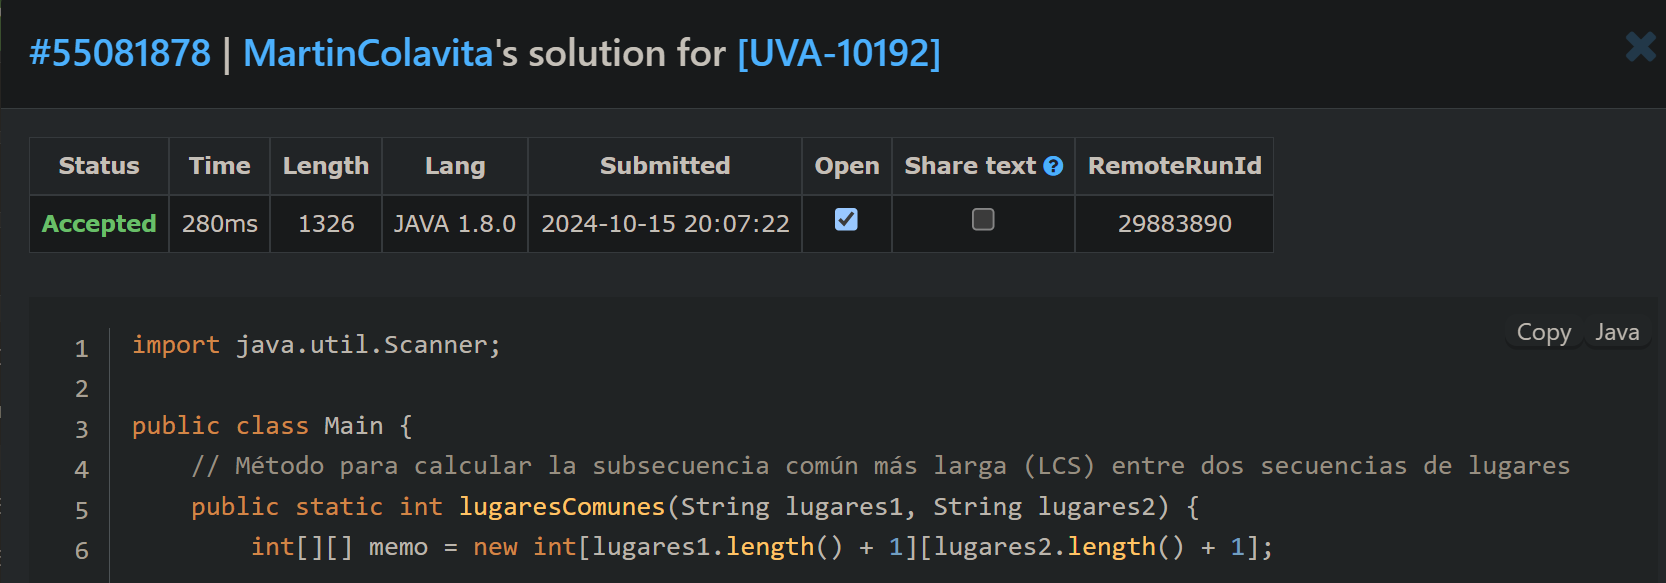 #55081878 | MartinColavita's solution for [UVA-10192]
Status Time Length Lang Submitted Open Share text RemoteRunId
Accepted 280ms 1326 JAVA 1.8.0 2024-10-15 20:07:22 29883890
Copy Java
1 import java.util.Scanner;
2
3 public class Main {
4 // Método para calcular la subsecuencia común más larga (LCS) entre dos secuencias de lugares
5 public static int lugaresComunes(String lugares1, String lugares2) {
6 int[][] memo = new int[lugares1.length() + 1][lugares2.length() + 1];